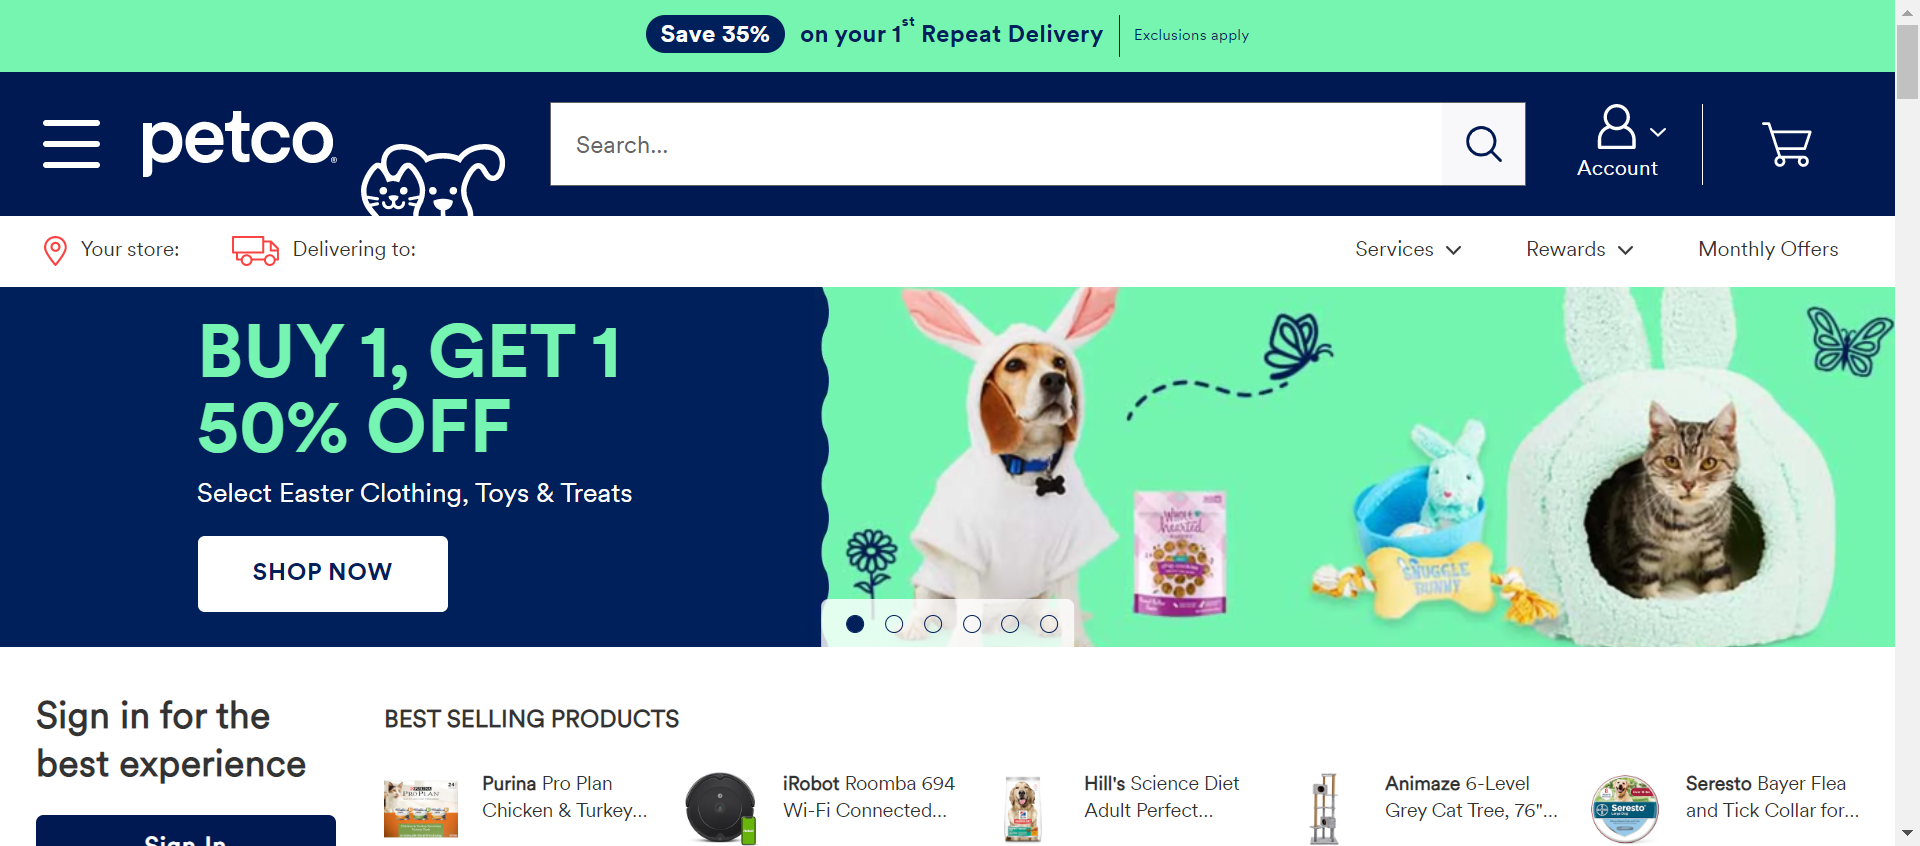 Save 35% on your 1st Repeat Delivery Exclusions apply
petco
Search...
Account
Your store:
Delivering to:
Services
Rewards
Monthly Offers
BUY 1, GET 1
50% OFF
Select Easter Clothing, Toys & Treats
SHOP NOW
Whole
hearted
SNUGGLE
BUNNY
Sign in for the
best experience
Sign In
BEST SELLING PRODUCTS
PRO PLAN
Purina Pro Plan
Chicken & Turkey...
iRobot Roomba 694
Wi-Fi Connected...
Hill's Science Diet
Adult Perfect...
Animaze 6-Level
Grey Cat Tree, 76"...
Seresto
Seresto Bayer Flea
and Tick Collar for...